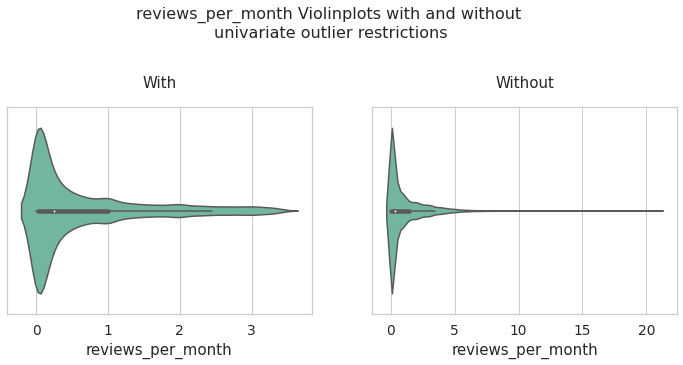 reviews_per_month Violinplots with and without
univariate outlier restrictions
With
Without
0 1 2 3
0 5 10 15 20
reviews_per_month
reviews_per_month